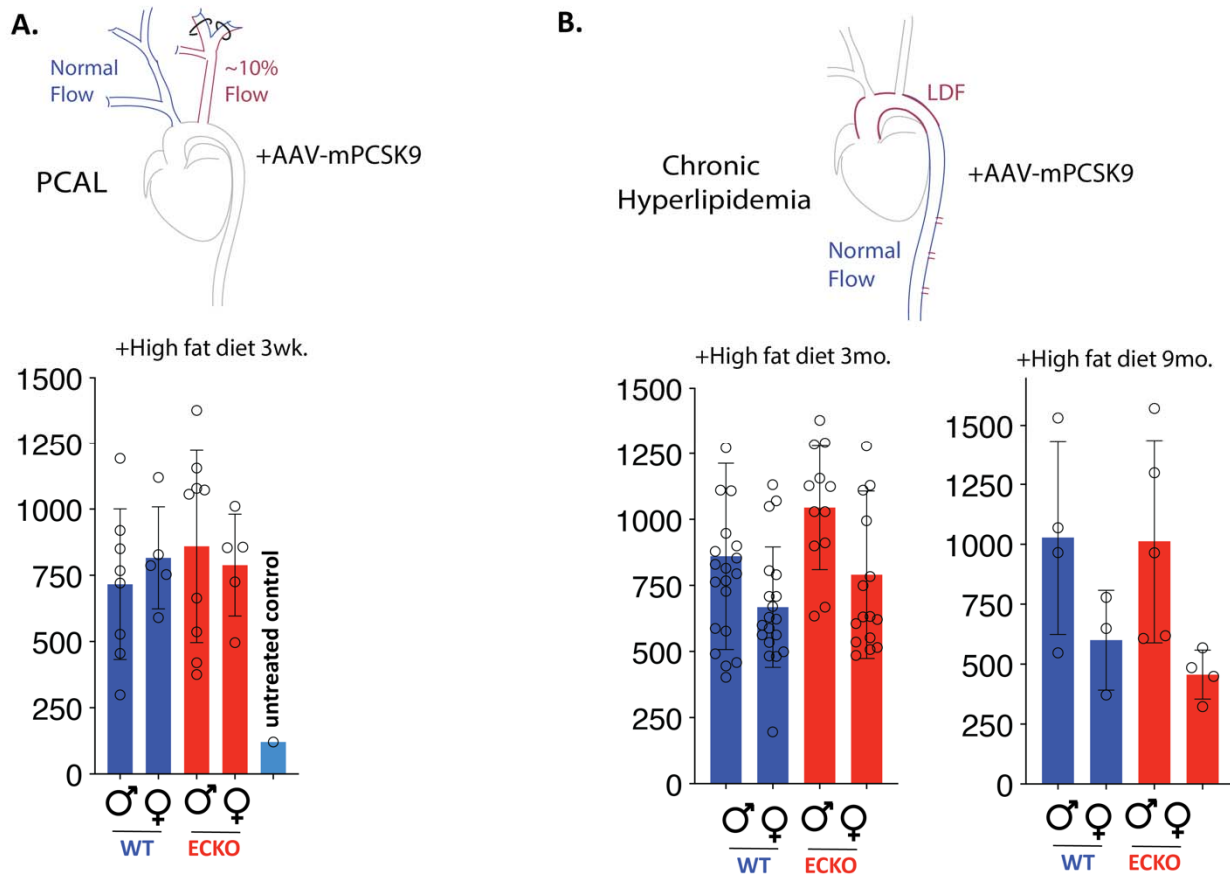 A.
Normal
Flow
~10%
Flow
+AAV-mPCSK9
PCAL
+High fat diet 3wk.
1500
1250
1000
750
500
250
0
untreated control
♂ ♀ ♂ ♀
WT ECKO
B.
LDF
+AAV-mPCSK9
Chronic
Hyperlipidemia
Normal
Flow
+High fat diet 3mo.
1500
1250
1000
750
500
250
0
♂ ♀ ♂ ♀
WT ECKO
+High fat diet 9mo.
1500
1250
1000
750
500
250
0
♂ ♀ ♂ ♀
WT ECKO